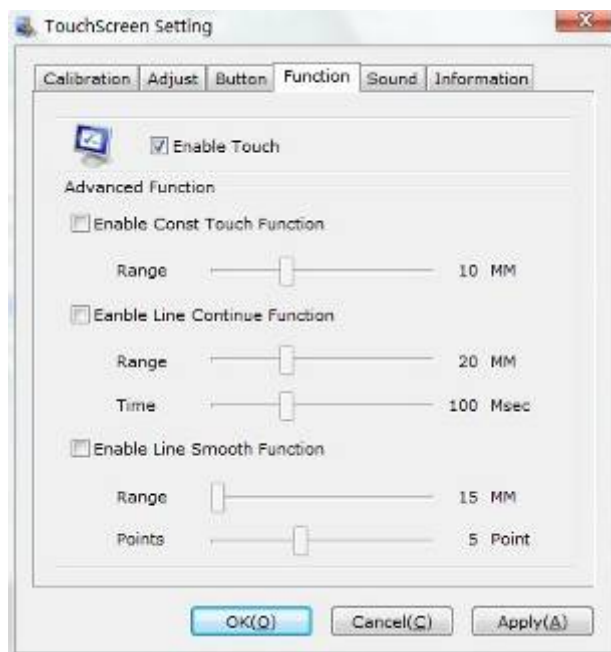 TouchScreen Setting
Calibration Adjust Button Function Sound Information
Enable Touch
Advanced Function
Enable Const Touch Function
Range 10 MM
Eanble Line Continue Function
Range 20 MM
Time 100 Msec
Enable Line Smooth Function
Range 15 MM
Points 5 Point
OK(O) Cancel(C) Apply(A)